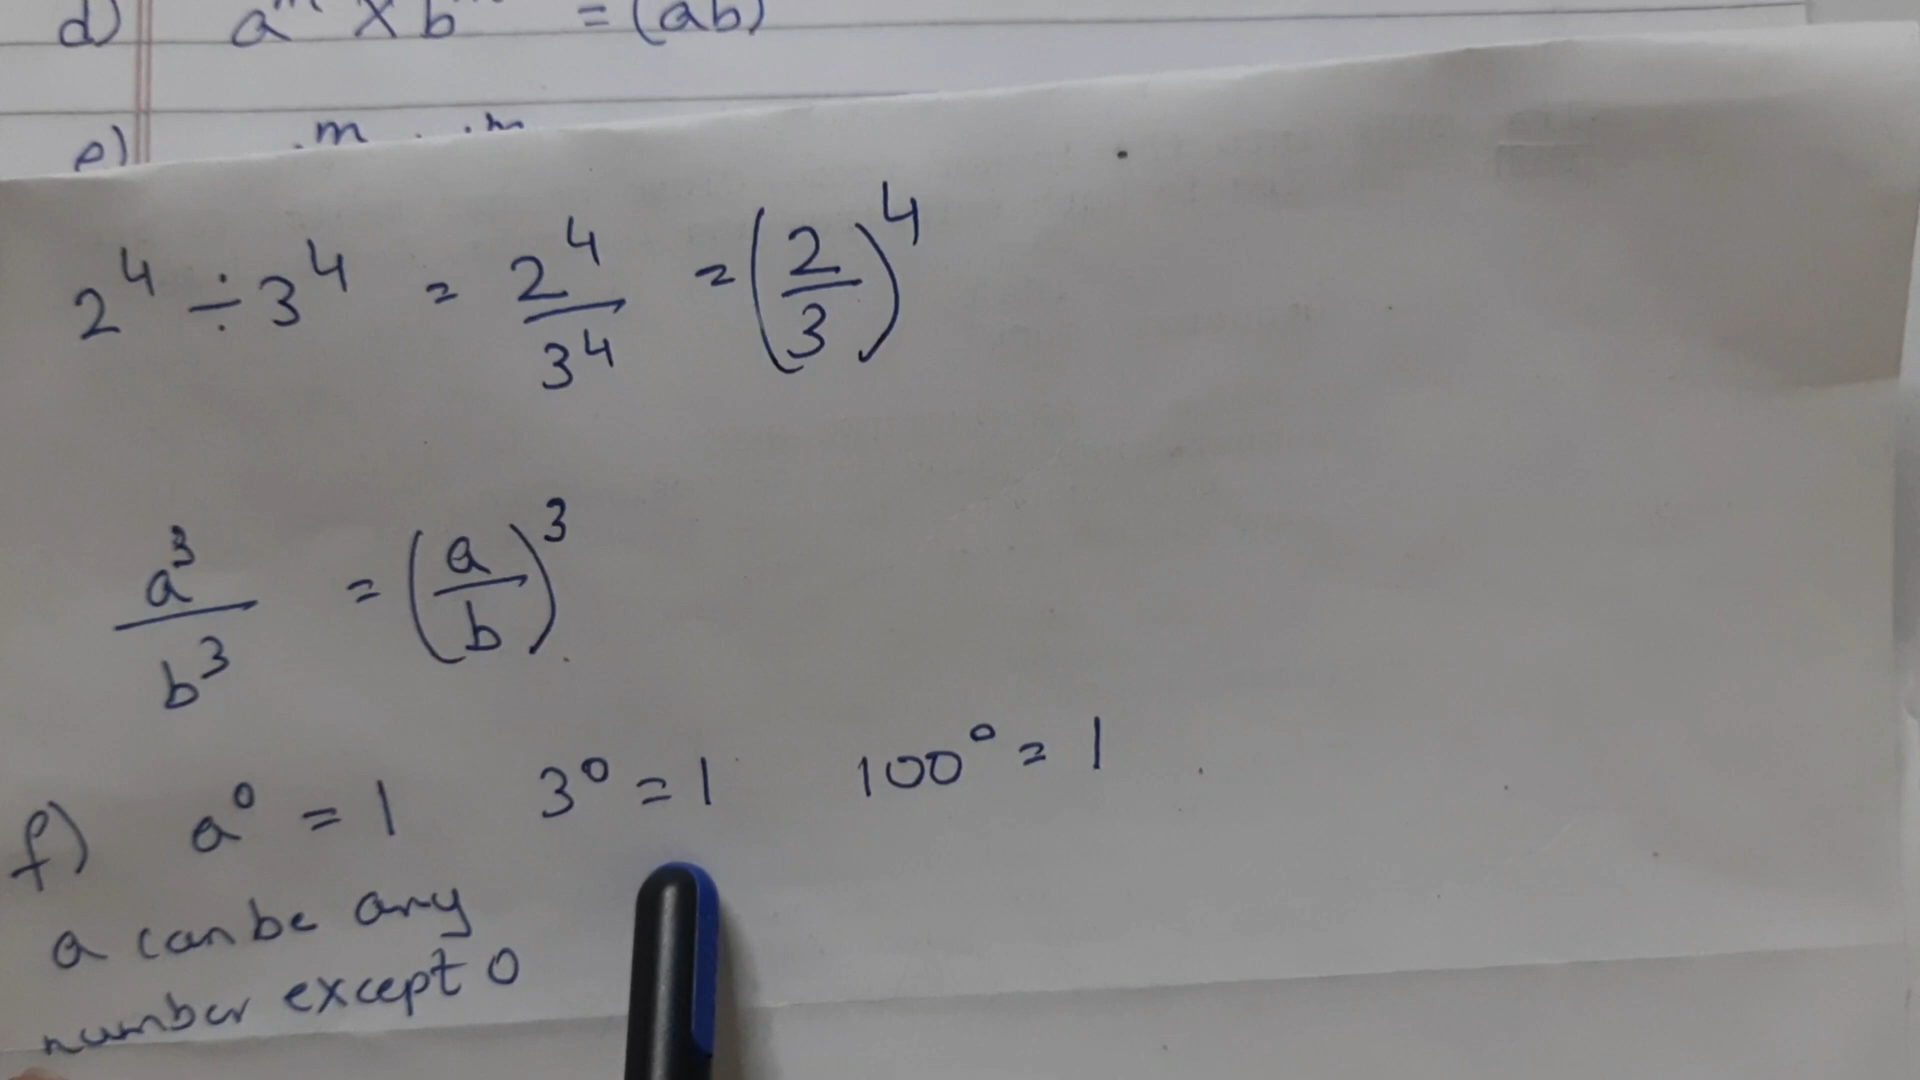 d) aᵐ × b = (ab)
e) m m
2⁴ ÷ 3⁴ = 2⁴/3⁴ = (2/3)⁴
a³/b³ = (a/b)³
f) a⁰ = 1 3⁰ = 1 100⁰ = 1
a can be any
number except 0